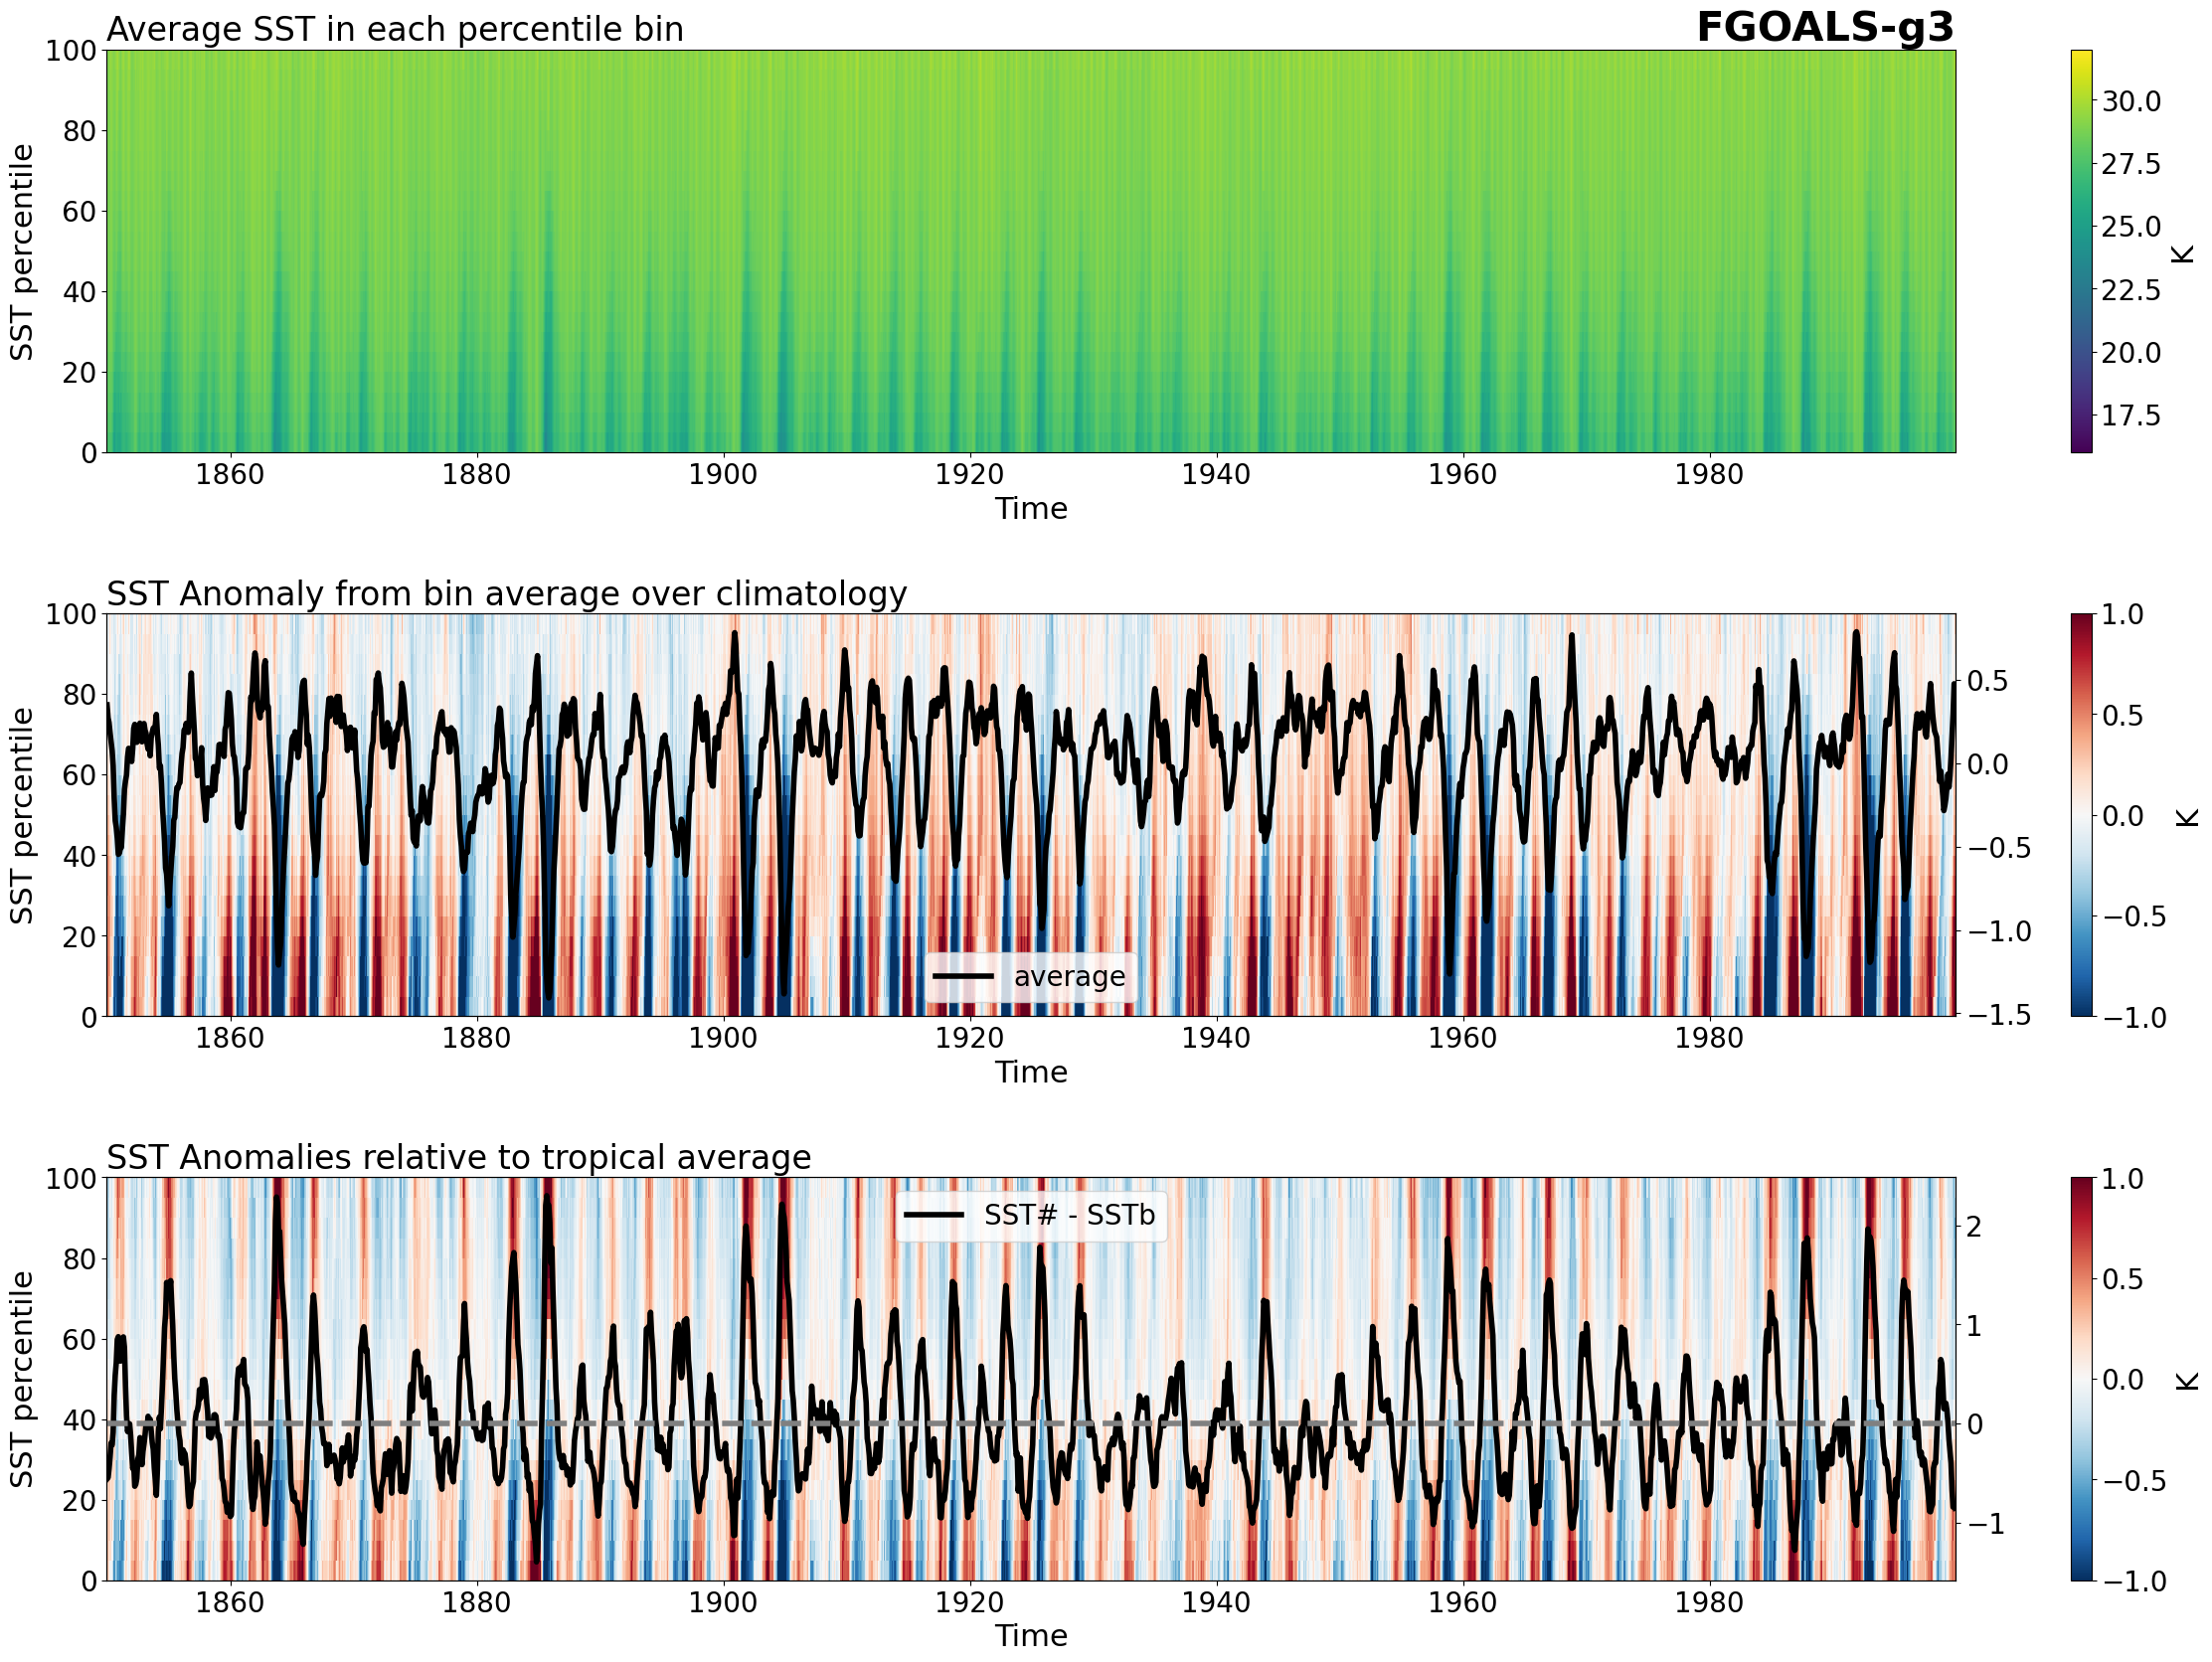 Average SST in each percentile bin
FGOALS-g3
SST percentile
100
80
60
40
20
0
1860 1880 1900 1920 1940 1960 1980
Time
30.0
27.5
25.0
22.5
20.0
17.5
K
SST Anomaly from bin average over climatology
SST percentile
100
80
60
40
20
0
average
1860 1880 1900 1920 1940 1960 1980
Time
0.5
0.0
−0.5
−1.0
−1.5
1.0
0.5
0.0
−0.5
−1.0
K
SST Anomalies relative to tropical average
SST percentile
100
80
60
40
20
0
SST# - SSTb
1860 1880 1900 1920 1940 1960 1980
Time
2
1
0
−1
1.0
0.5
0.0
−0.5
−1.0
K